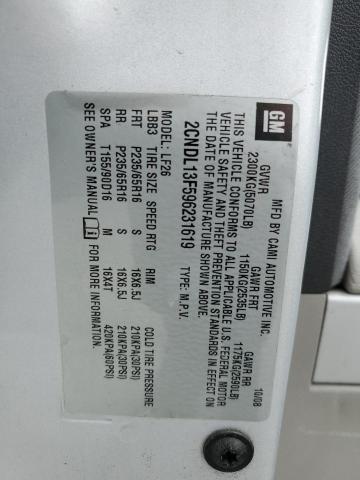 GM
MFD BY CAMI AUTOMOTIVE INC. 10/08
GVWR GAWR FRT GAWR RR
2300KG(5070LB) 1150KG(2535LB) 1175KG(2590LB)
THIS VEHICLE CONFORMS TO ALL APPLICABLE U.S. FEDERAL MOTOR
VEHICLE SAFETY AND THEFT PREVENTION STANDARDS IN EFFECT ON
THE DATE OF MANUFACTURE SHOWN ABOVE.
2CNDL13F596231619 TYPE:M.P.V.
MODEL: LF26
LBB3 TIRE SIZE SPEED RTG RIM COLD TIRE PRESSURE
FRT P235/65R16 S 16X6.5J 210KPA(30PSI)
RR P235/65R16 S 16X6.5J 210KPA(30PSI)
SPA T155/90D16 M 16X4T 420KPA(60PSI)
SEE OWNER'S MANUAL